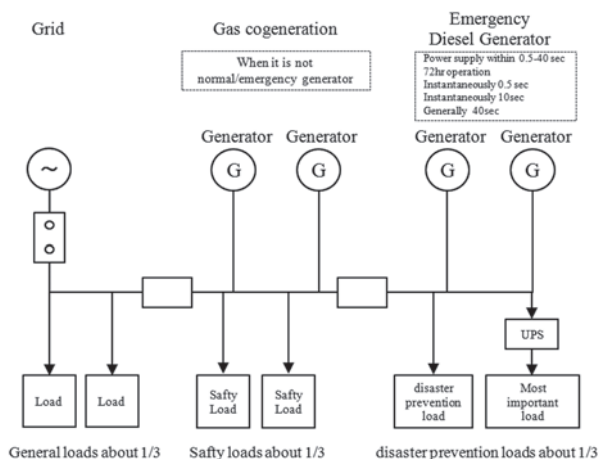 Grid
Gas cogeneration
Emergency
Diesel Generator
When it is not
normal/emergency generator
Power supply within 0.5-40 sec
72hr operation
Instantaneously 0.5 sec
Instantaneously 10sec
Generally 40sec
Generator
Generator
Generator
Generator
~
G
G
G
G
UPS
Load
Load
Safty
Load
Safty
Load
disaster
prevention
load
Most
important
load
General loads about 1/3
Safty loads about 1/3
disaster prevention loads about 1/3